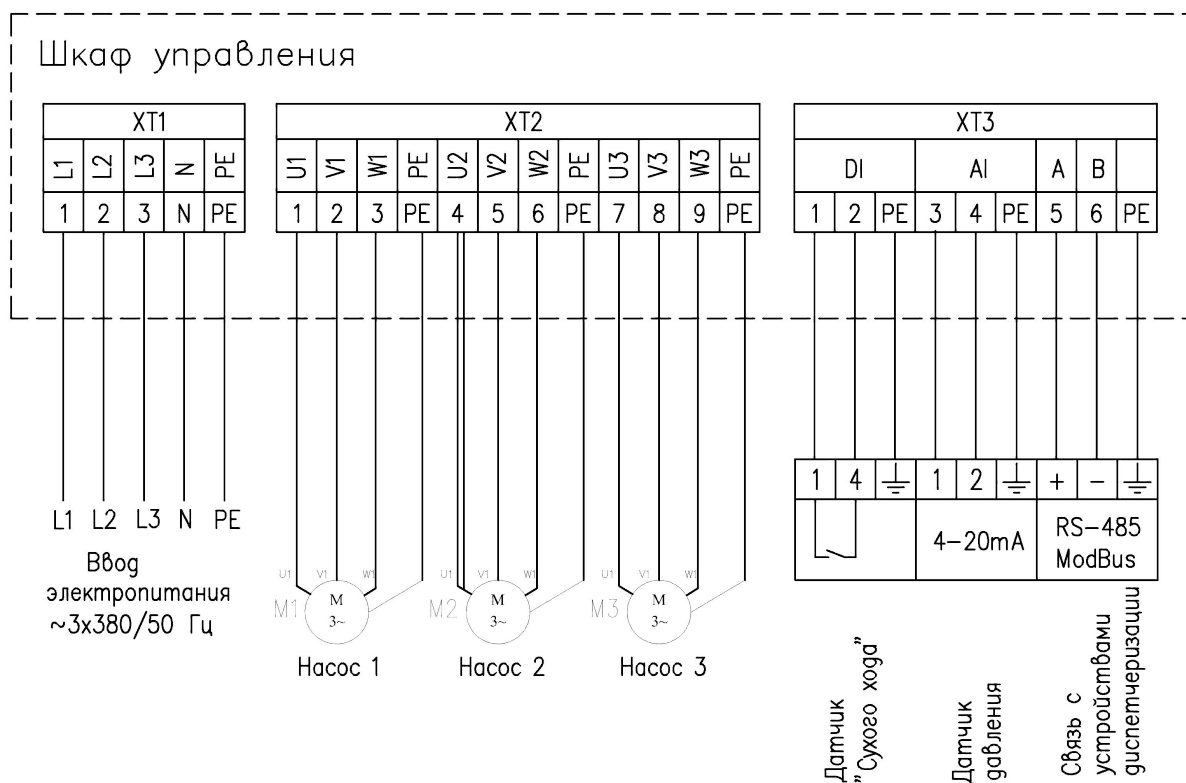 Шкаф управления
XT1
L1 L2 L3 N PE
1 2 3 N PE
XT2
U1 V1 W1 PE U2 V2 W2 PE U3 V3 W3 PE
1 2 3 PE 4 5 6 PE 7 8 9 PE
XT3
DI AI A B
1 2 PE 3 4 PE 5 6 PE
L1 L2 L3 N PE
Ввод
электропитания
~3x380/50 Гц
U1 V1 W1
M1
M
3~
Насос 1
U1 V1 W1
M2
M
3~
Насос 2
U1 V1 W1
M3
M
3~
Насос 3
1 4 1 2 + −
4−20mA
RS−485
ModBus
Датчик
"Сухого хода"
Датчик
давления
Связь с
устройствами
диспетчеризации